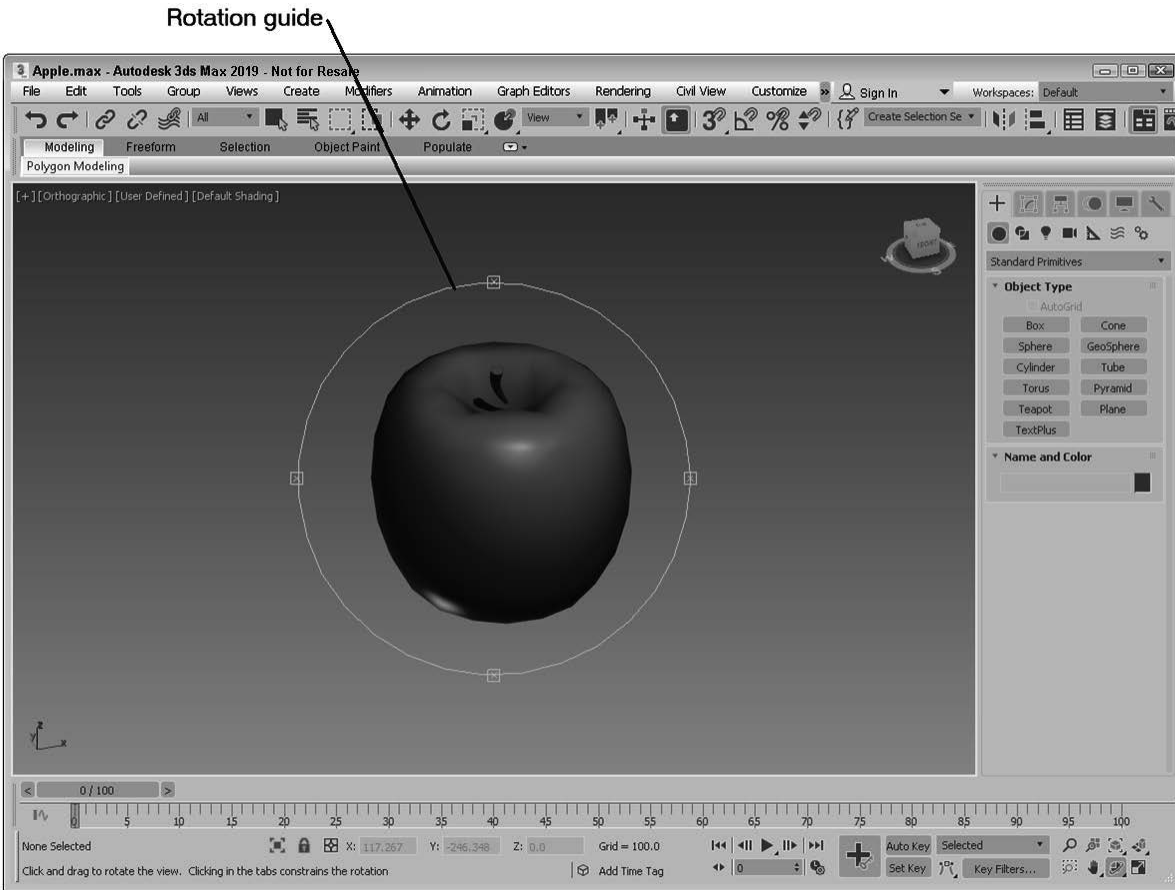 Rotation guide
Apple.max - Autodesk 3ds Max 2019 - Not for Resale
File Edit Tools Group Views Create Modifiers Animation Graph Editors Rendering Civil View Customize » Sign In Workspaces: Default
All View Create Selection Se
Modeling Freeform Selection Object Paint Populate
Polygon Modeling
[+] [Orthographic ] [User Defined ] [Default Shading ]
FRONT
W S
Standard Primitives
Object Type
AutoGrid
Box Cone
Sphere GeoSphere
Cylinder Tube
Torus Pyramid
Teapot Plane
TextPlus
Name and Color
z
y x
< 0 / 100 >
0 5 10 15 20 25 30 35 40 45 50 55 60 65 70 75 80 85 90 95 100
None Selected X: 117.267 Y: -246.348 Z: 0.0 Grid = 100.0 Auto Key Selected
Click and drag to rotate the view. Clicking in the tabs constrains the rotation Add Time Tag 0 Set Key Key Filters...